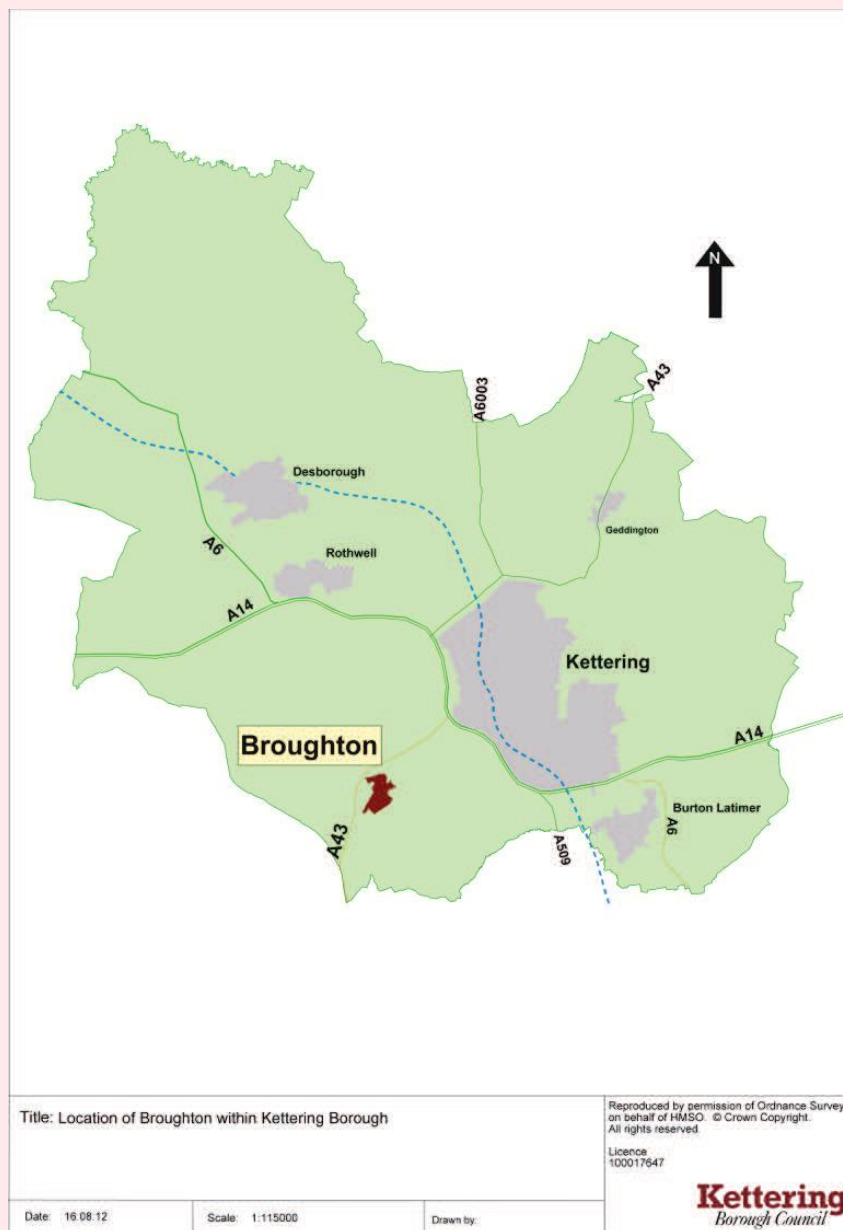 N
A43
A6003
Desborough
Geddington
A6
Rothwell
A14
Kettering
A14
Broughton
Burton Latimer
A6
A43
A509
Title: Location of Broughton within Kettering Borough
Reproduced by permission of Ordnance Survey
on behalf of HMSO. © Crown Copyright.
All rights reserved
Licence
100017647
Kettering
Borough Council
Date: 16:08:12
Scale: 1:115000
Drawn by: